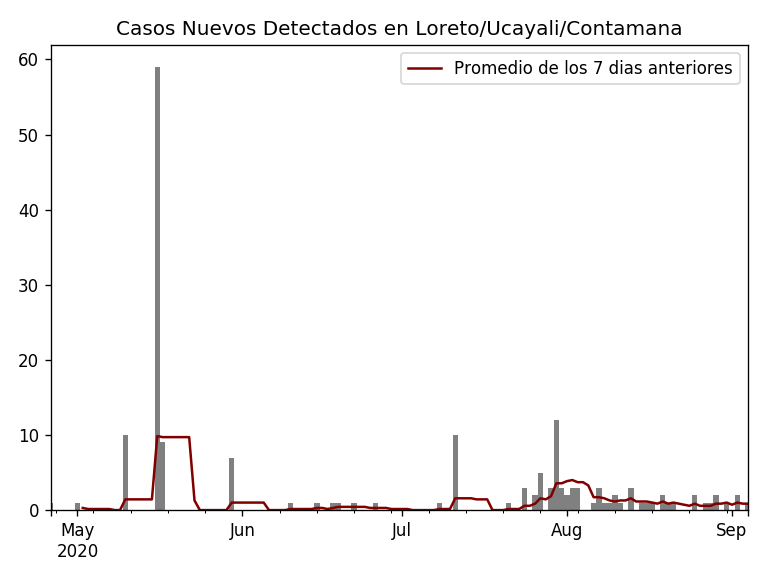 Casos Nuevos Detectados en Loreto/Ucayali/Contamana
Promedio de los 7 dias anteriores
60
50
40
30
20
10
0
May Jun Jul Aug Sep
2020